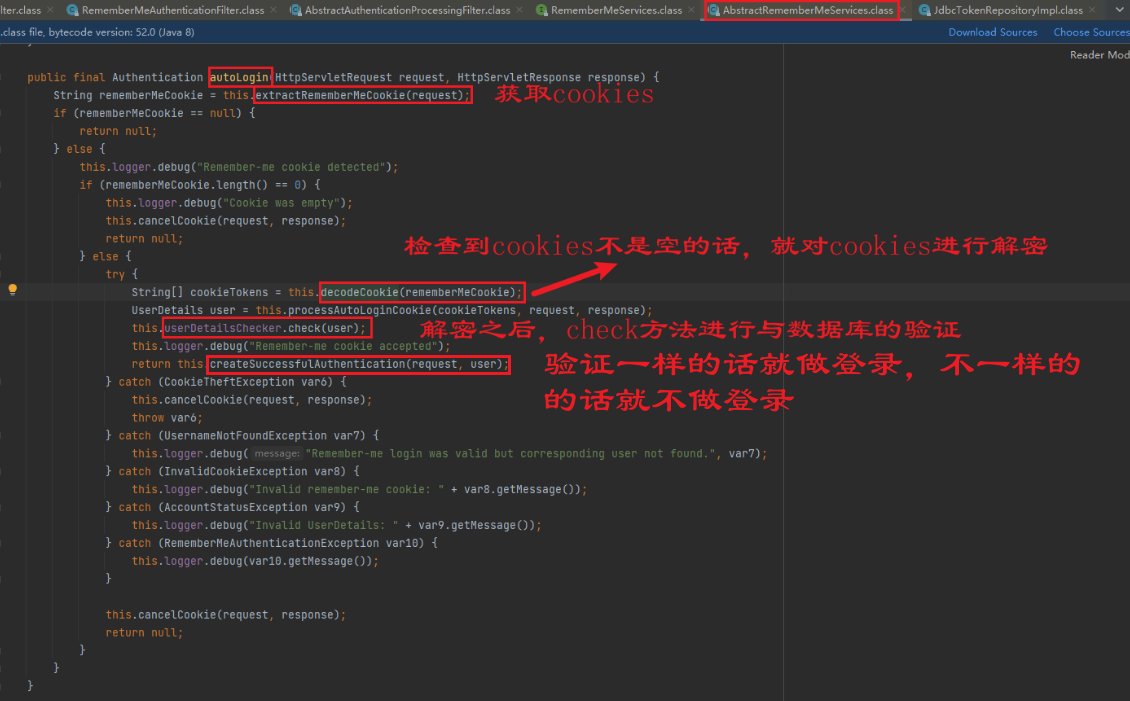 lter.class RememberMeAuthenticationFilter.class AbstractAuthenticationProcessingFilter.class RememberMeServices.class AbstractRememberMeServices.class JdbcTokenRepositoryImpl.class
.class file, bytecode version: 52.0 (Java 8) Download Sources Choose Sources
Reader Mod
public final Authentication autoLogin(HttpServletRequest request, HttpServletResponse response) {
String rememberMeCookie = this.extractRememberMeCookie(request); 获取cookies
if (rememberMeCookie == null) {
return null;
} else {
this.logger.debug("Remember-me cookie detected");
if (rememberMeCookie.length() == 0) {
this.logger.debug("Cookie was empty");
this.cancelCookie(request, response);
return null;
检查到cookies不是空的话，就对cookies进行解密
} else {
try {
String[] cookieTokens = this.decodeCookie(rememberMeCookie);
UserDetails user = this.processAutoLoginCookie(cookieTokens, request, response);
this.userDetailsChecker.check(user); 解密之后，check方法进行与数据库的验证
this.logger.debug("Remember-me cookie accepted");
return this.createSuccessfulAuthentication(request, user); 验证一样的话就做登录，不一样的
} catch (CookieTheftException var6) {
this.cancelCookie(request, response); 的话就不做登录
throw var6;
} catch (UsernameNotFoundException var7) {
this.logger.debug( message: "Remember-me login was valid but corresponding user not found.", var7);
} catch (InvalidCookieException var8) {
this.logger.debug("Invalid remember-me cookie: " + var8.getMessage());
} catch (AccountStatusException var9) {
this.logger.debug("Invalid UserDetails: " + var9.getMessage());
} catch (RememberMeAuthenticationException var10) {
this.logger.debug(var10.getMessage());
}
this.cancelCookie(request, response);
return null;
}
}
}